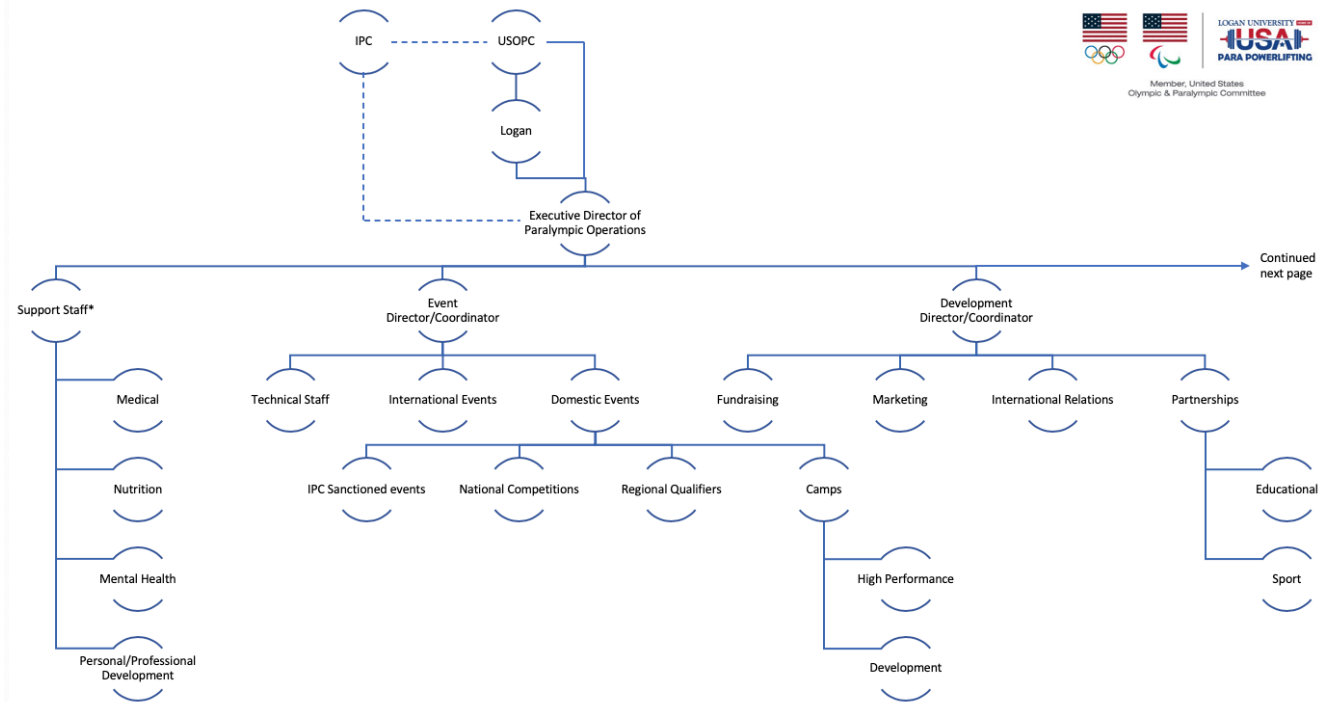 IPC
USOPC
LOGAN UNIVERSITY
USA
PARA POWERLIFTING
Member, United States
Olympic & Paralympic Committee
Logan
Executive Director of
Paralympic Operations
Continued
next page
Support Staff*
Event
Director/Coordinator
Development
Director/Coordinator
Medical
Technical Staff
International Events
Domestic Events
Fundraising
Marketing
International Relations
Partnerships
Nutrition
IPC Sanctioned events
National Competitions
Regional Qualifiers
Camps
Educational
Mental Health
High Performance
Sport
Personal/Professional
Development
Development